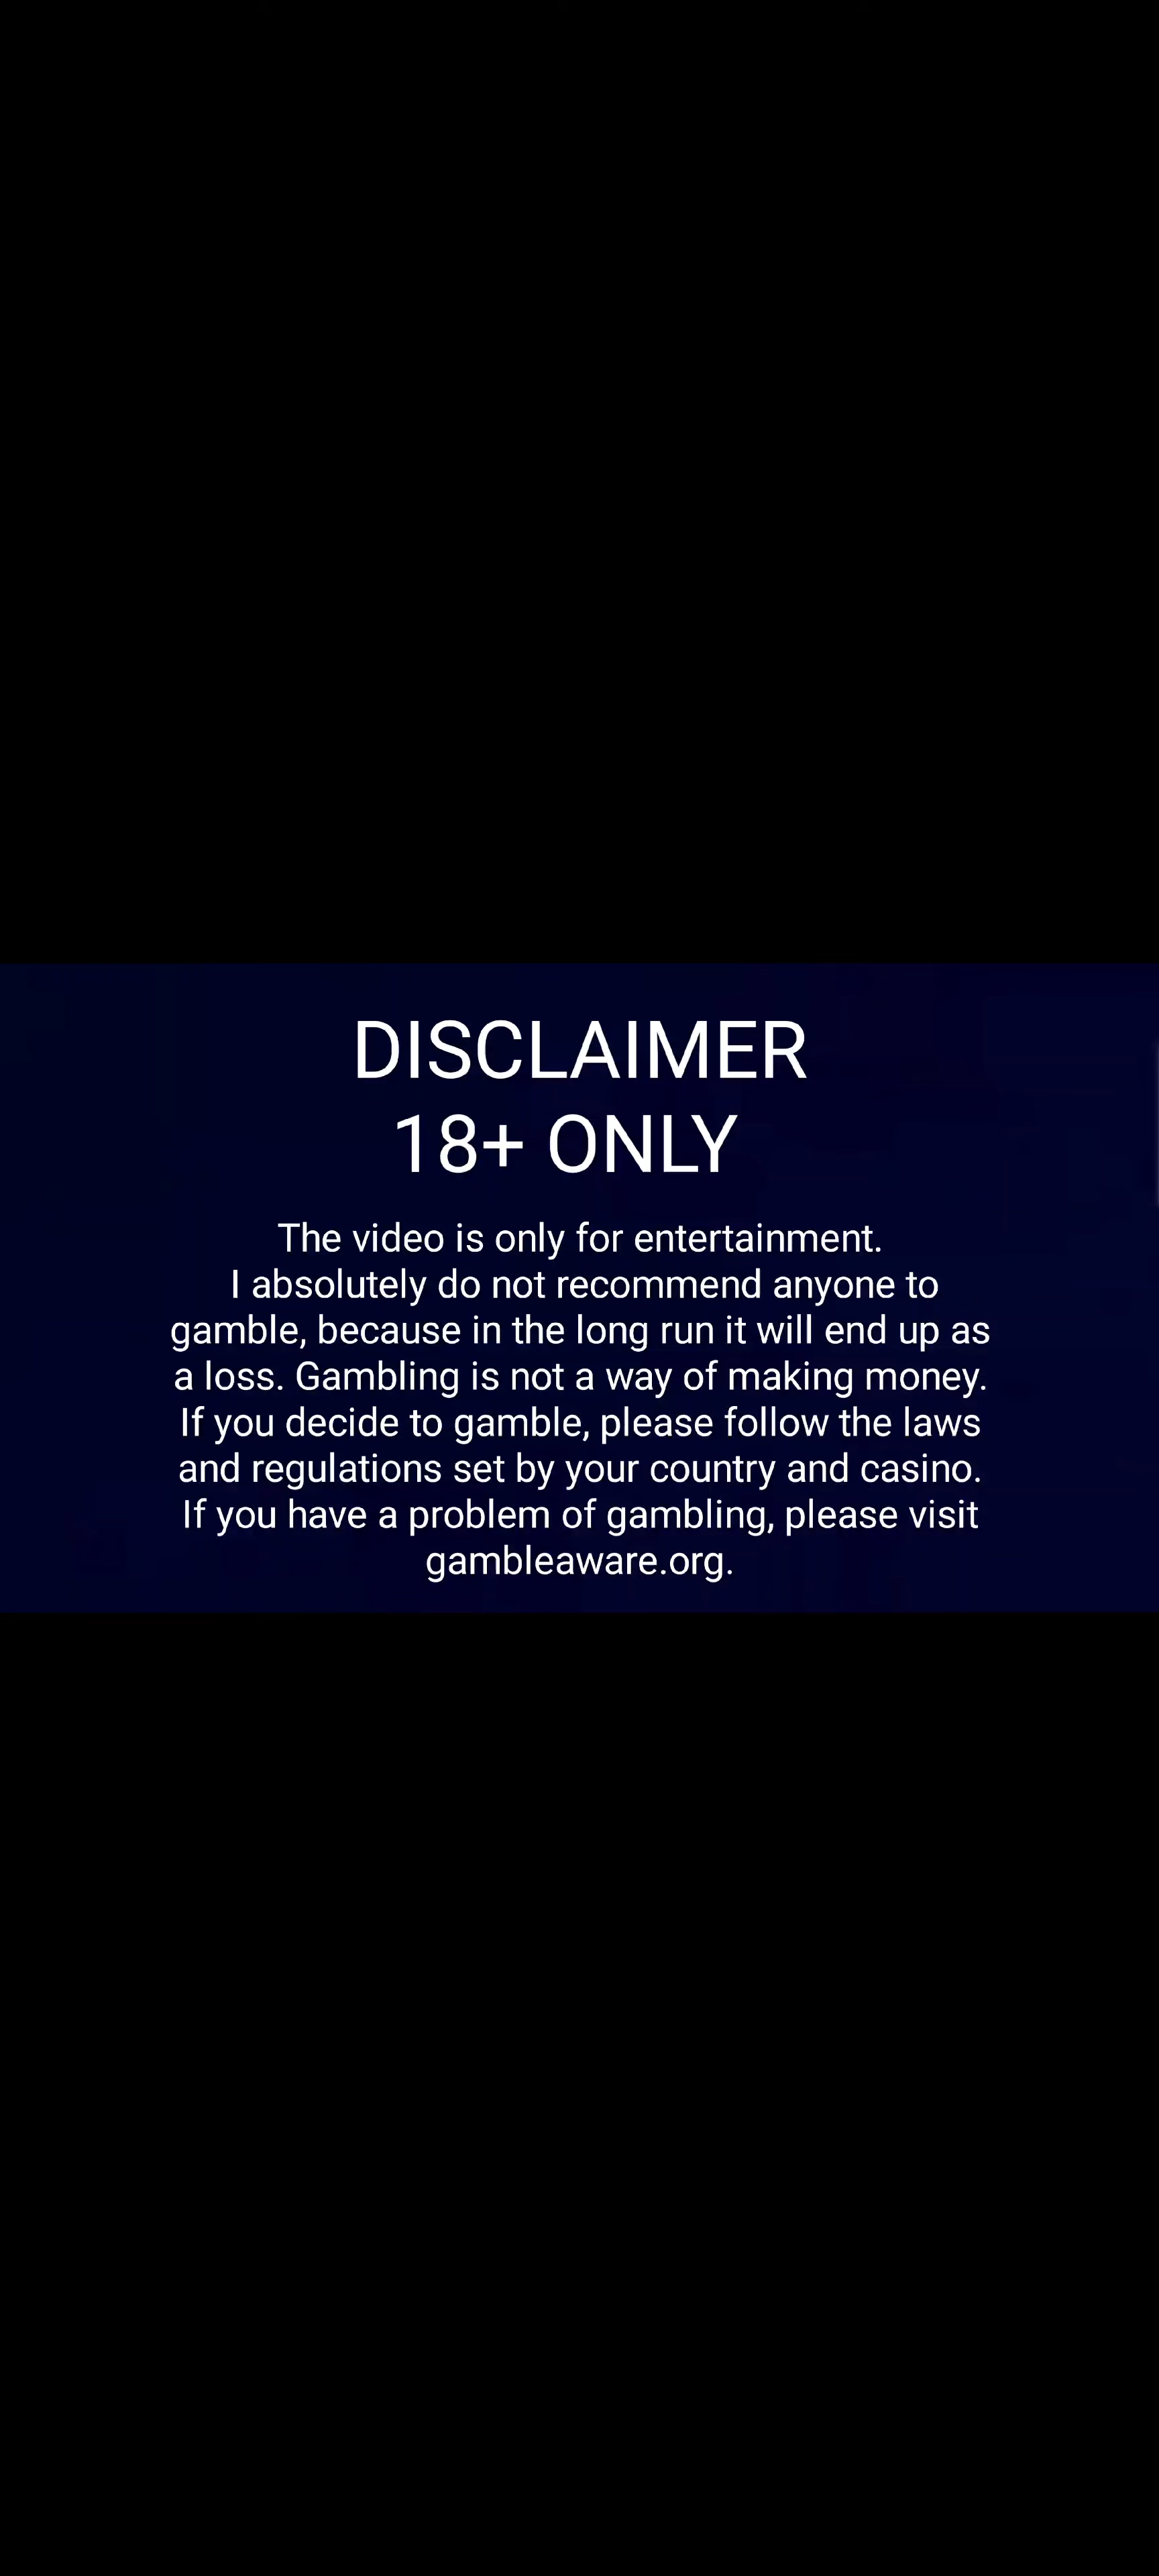 DISCLAIMER
18+ ONLY
The video is only for entertainment.
I absolutely do not recommend anyone to
gamble, because in the long run it will end up as
a loss. Gambling is not a way of making money.
If you decide to gamble, please follow the laws
and regulations set by your country and casino.
If you have a problem of gambling, please visit
gambleaware.org.